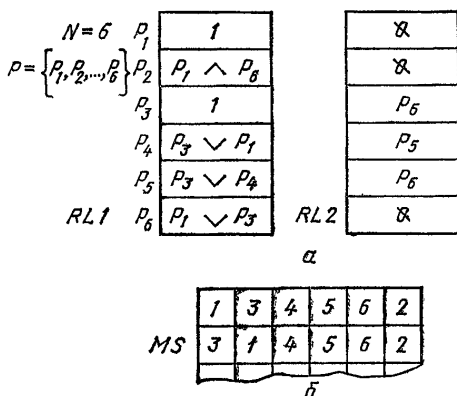 N=6 P₁ 1 &
P={P₁,P₂,...,P₆} P₂ P₁ ∧ P₆ &
P₃ 1 P₆
P₄ P₃ ∨ P₁ P₅
P₅ P₃ ∨ P₄ P₆
RL1 P₆ P₁ ∨ P₃ RL2 &
а
1 3 4 5 6 2
MS 3 1 4 5 6 2
б